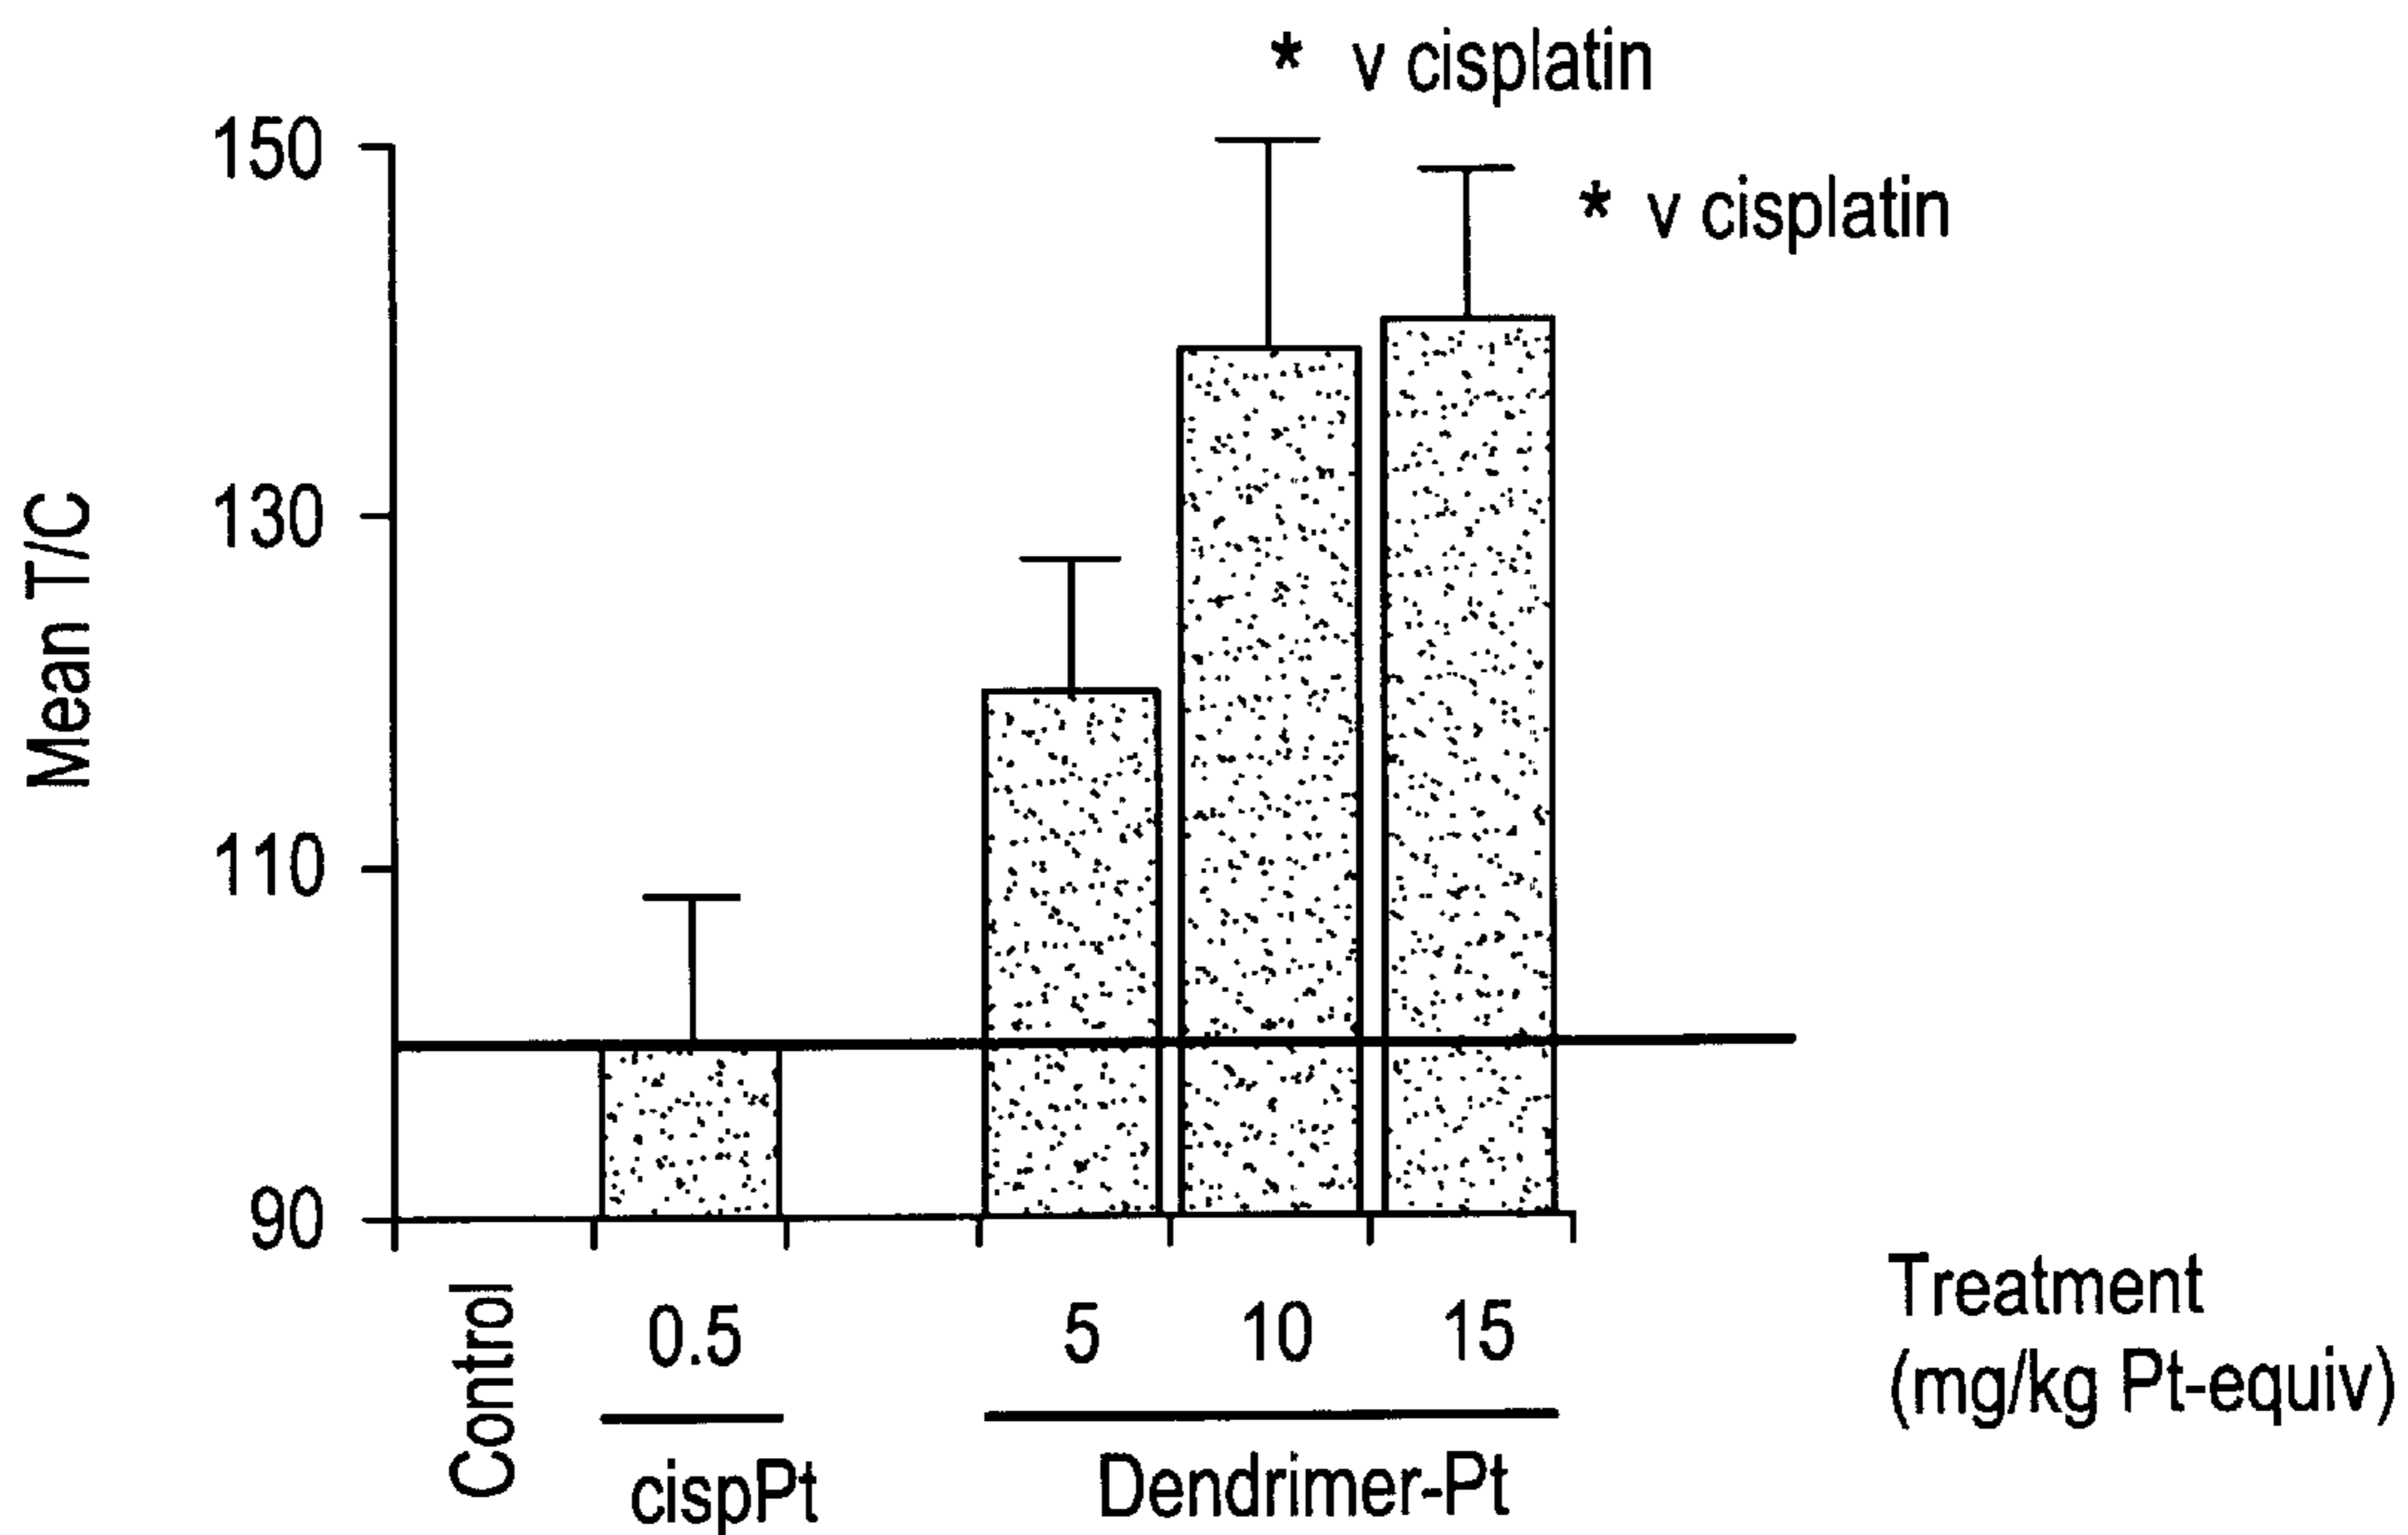 * v cisplatin
* v cisplatin
150
130
110
90
Mean T/C
Control
0.5
5
10
15
cispPt
Dendrimer-Pt
Treatment
(mg/kg Pt-equiv)